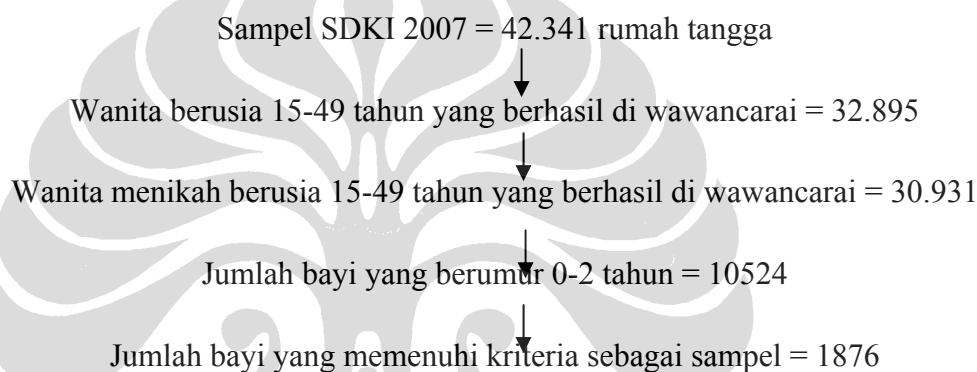 Sampel SDKI 2007 = 42.341 rumah tangga
Wanita berusia 15-49 tahun yang berhasil di wawancarai = 32.895
Wanita menikah berusia 15-49 tahun yang berhasil di wawancarai = 30.931
Jumlah bayi yang berumur 0-2 tahun = 10524
Jumlah bayi yang memenuhi kriteria sebagai sampel = 1876